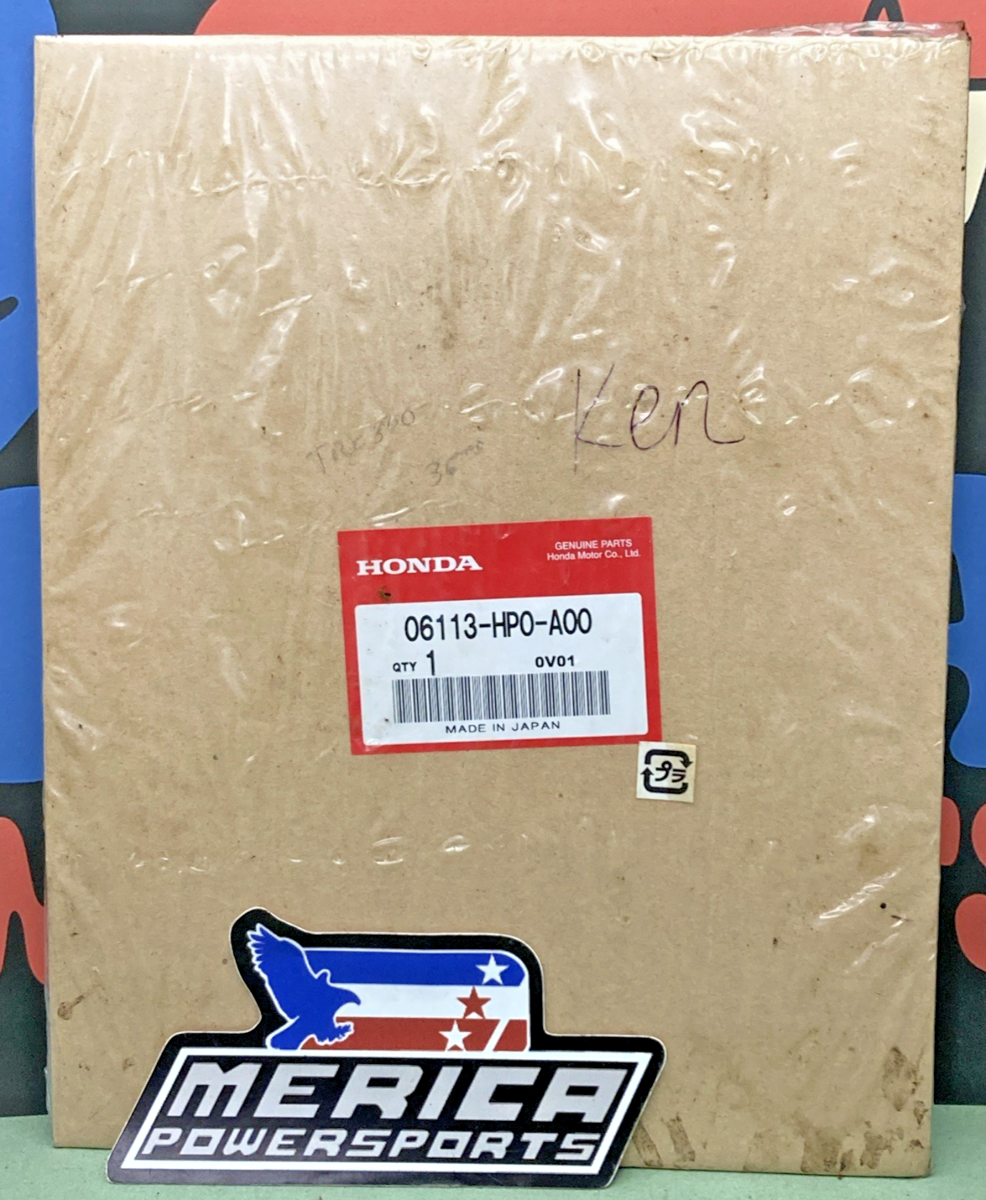 Ken
HONDA
GENUINE PARTS
Honda Motor Co., Ltd.
06113-HP0-A00
QTY 1 0V01
MADE IN JAPAN
プラ
MERICA
POWERSPORTS